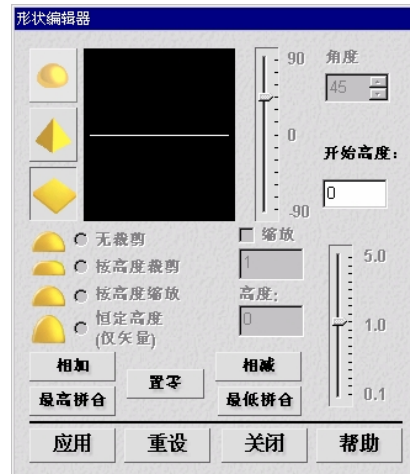 形状编辑器
90
0
-90
角度
45
开始高度:
0
无裁剪
按高度裁剪
按高度缩放
恒定高度
(仅矢量)
缩放
1
高度:
0
5.0
1.0
0.1
相加
相减
置零
最高拼合
最低拼合
应用
重设
关闭
帮助